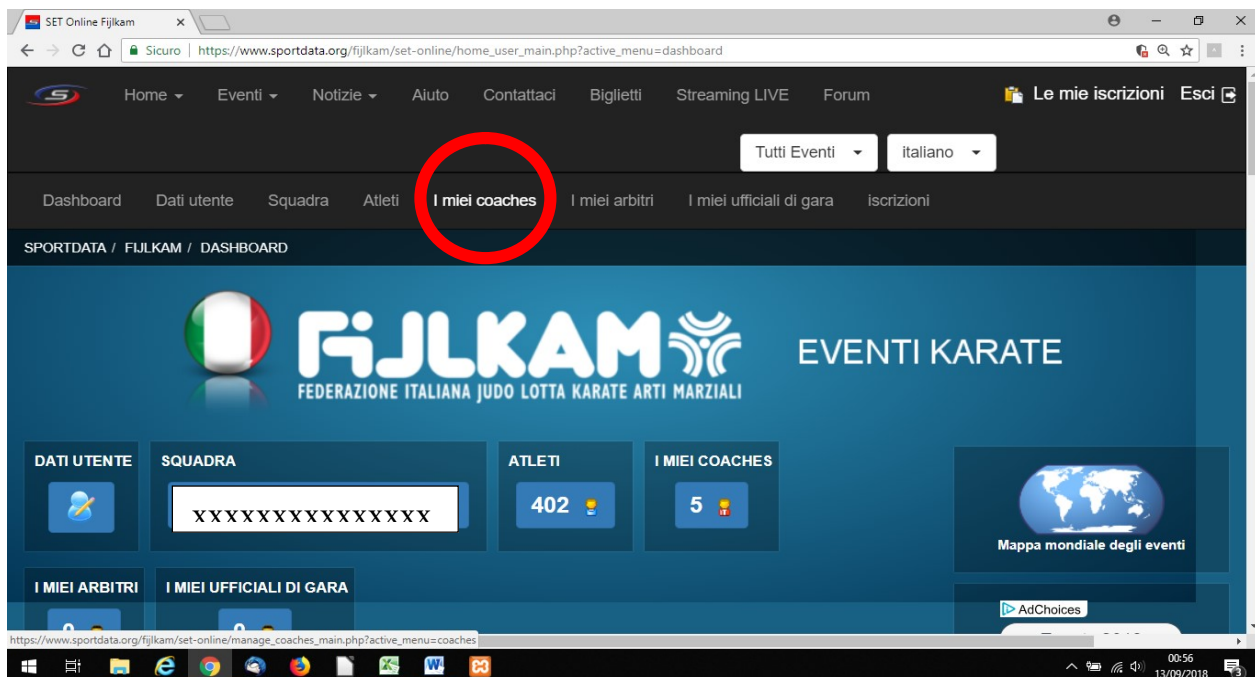 SET Online Fijlkam
Sicuro https://www.sportdata.org/fijlkam/set-online/home_user_main.php?active_menu=dashboard
Home Eventi Notizie Aiuto Contattaci Biglietti Streaming LIVE Forum Le mie iscrizioni Esci
Tutti Eventi italiano
Dashboard Dati utente Squadra Atleti I miei coaches I miei arbitri I miei ufficiali di gara iscrizioni
SPORTDATA / FIJLKAM / DASHBOARD
FIJLKAM EVENTI KARATE
FEDERAZIONE ITALIANA JUDO LOTTA KARATE ARTI MARZIALI
DATI UTENTE SQUADRA ATLETI I MIEI COACHES
xxxxxxxxxxxxxxx 402 5
Mappa mondiale degli eventi
I MIEI ARBITRI I MIEI UFFICIALI DI GARA
AdChoices
https://www.sportdata.org/fijlkam/set-online/manage_coaches_main.php?active_menu=coaches
00:56
13/09/2018